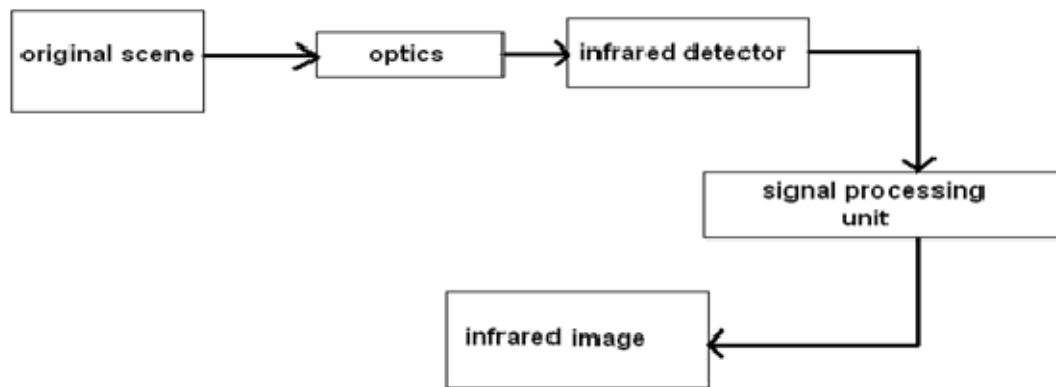 original scene
optics
infrared detector
signal processing
unit
infrared image